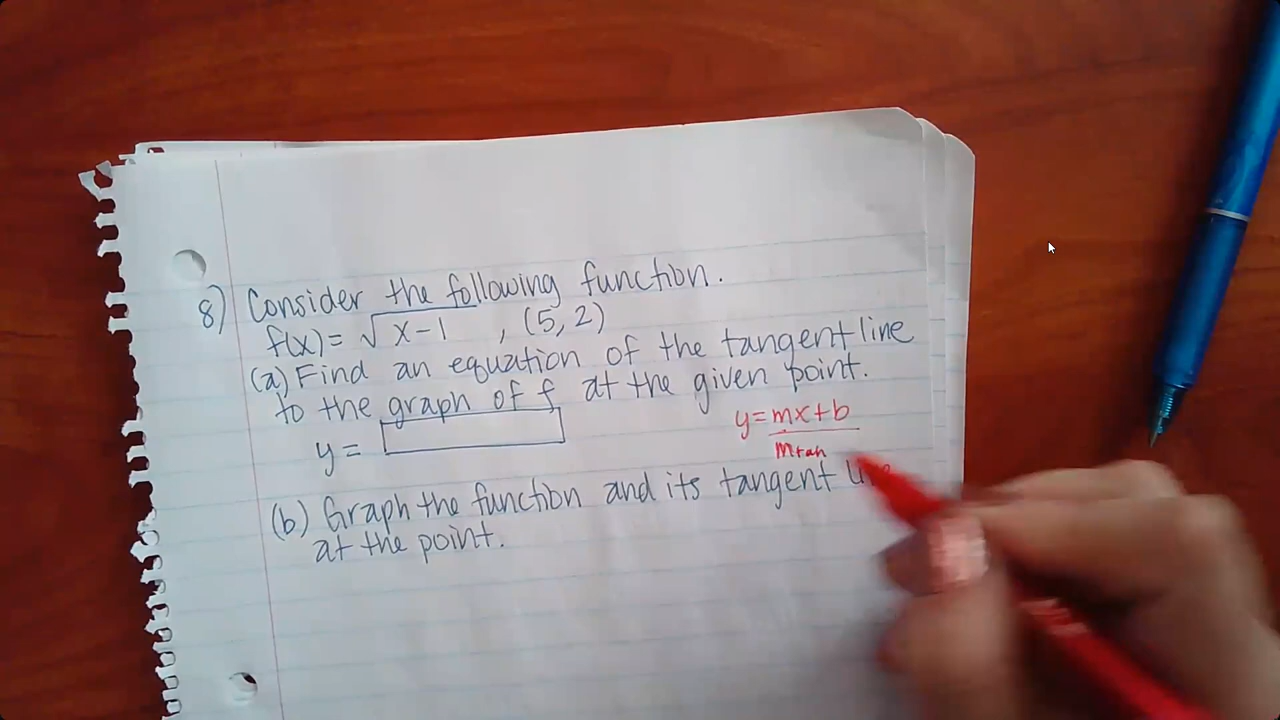 8) Consider the following function.
f(x) = √x-1 , (5, 2)
(a) Find an equation of the tangent line
to the graph of f at the given point.
y =
y=mx+b
mtan
(b) Graph the function and its tangent
at the point.